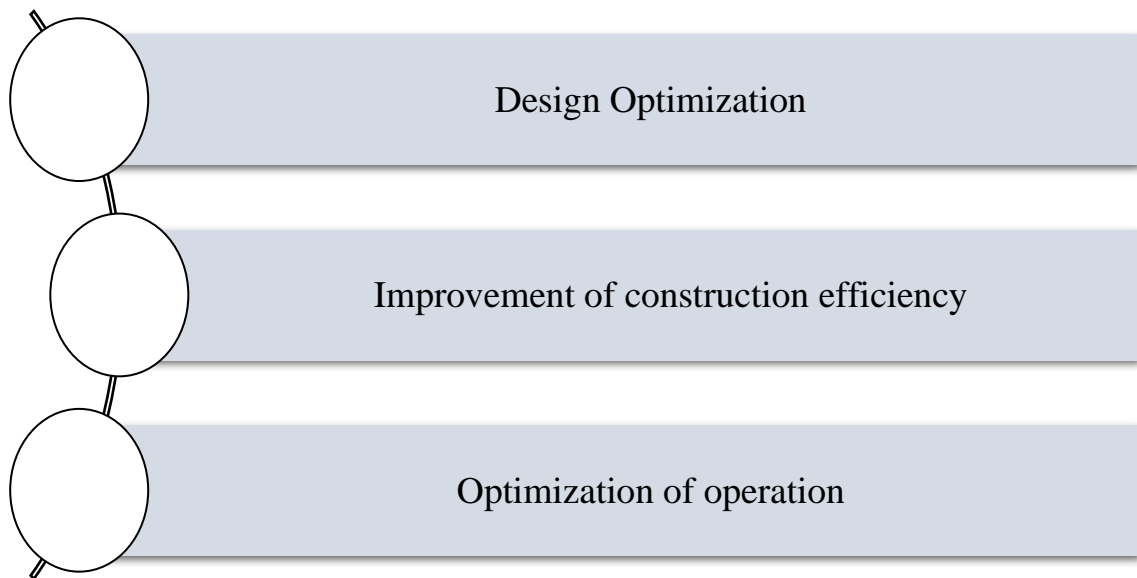 Design Optimization
Improvement of construction efficiency
Optimization of operation